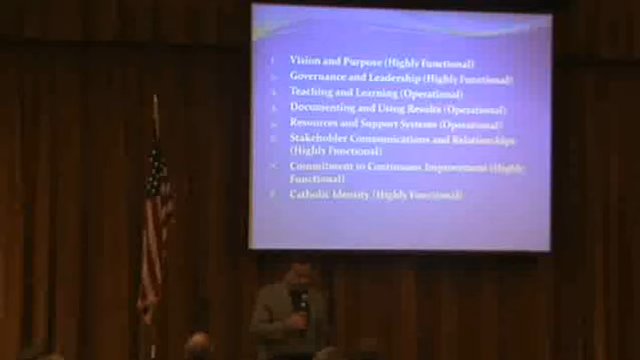 Vision and Purpose (Highly Functional)
Governance and Leadership (Highly Functional)
Teaching and Learning (Operational)
Documenting and Using Results (Operational)
Resources and Support Systems (Operational)
Stakeholder Communications and Relationships
(Highly Functional)
Commitment to Continuous Improvement (Highly
Functional)
Catholic Identity (Highly Functional)